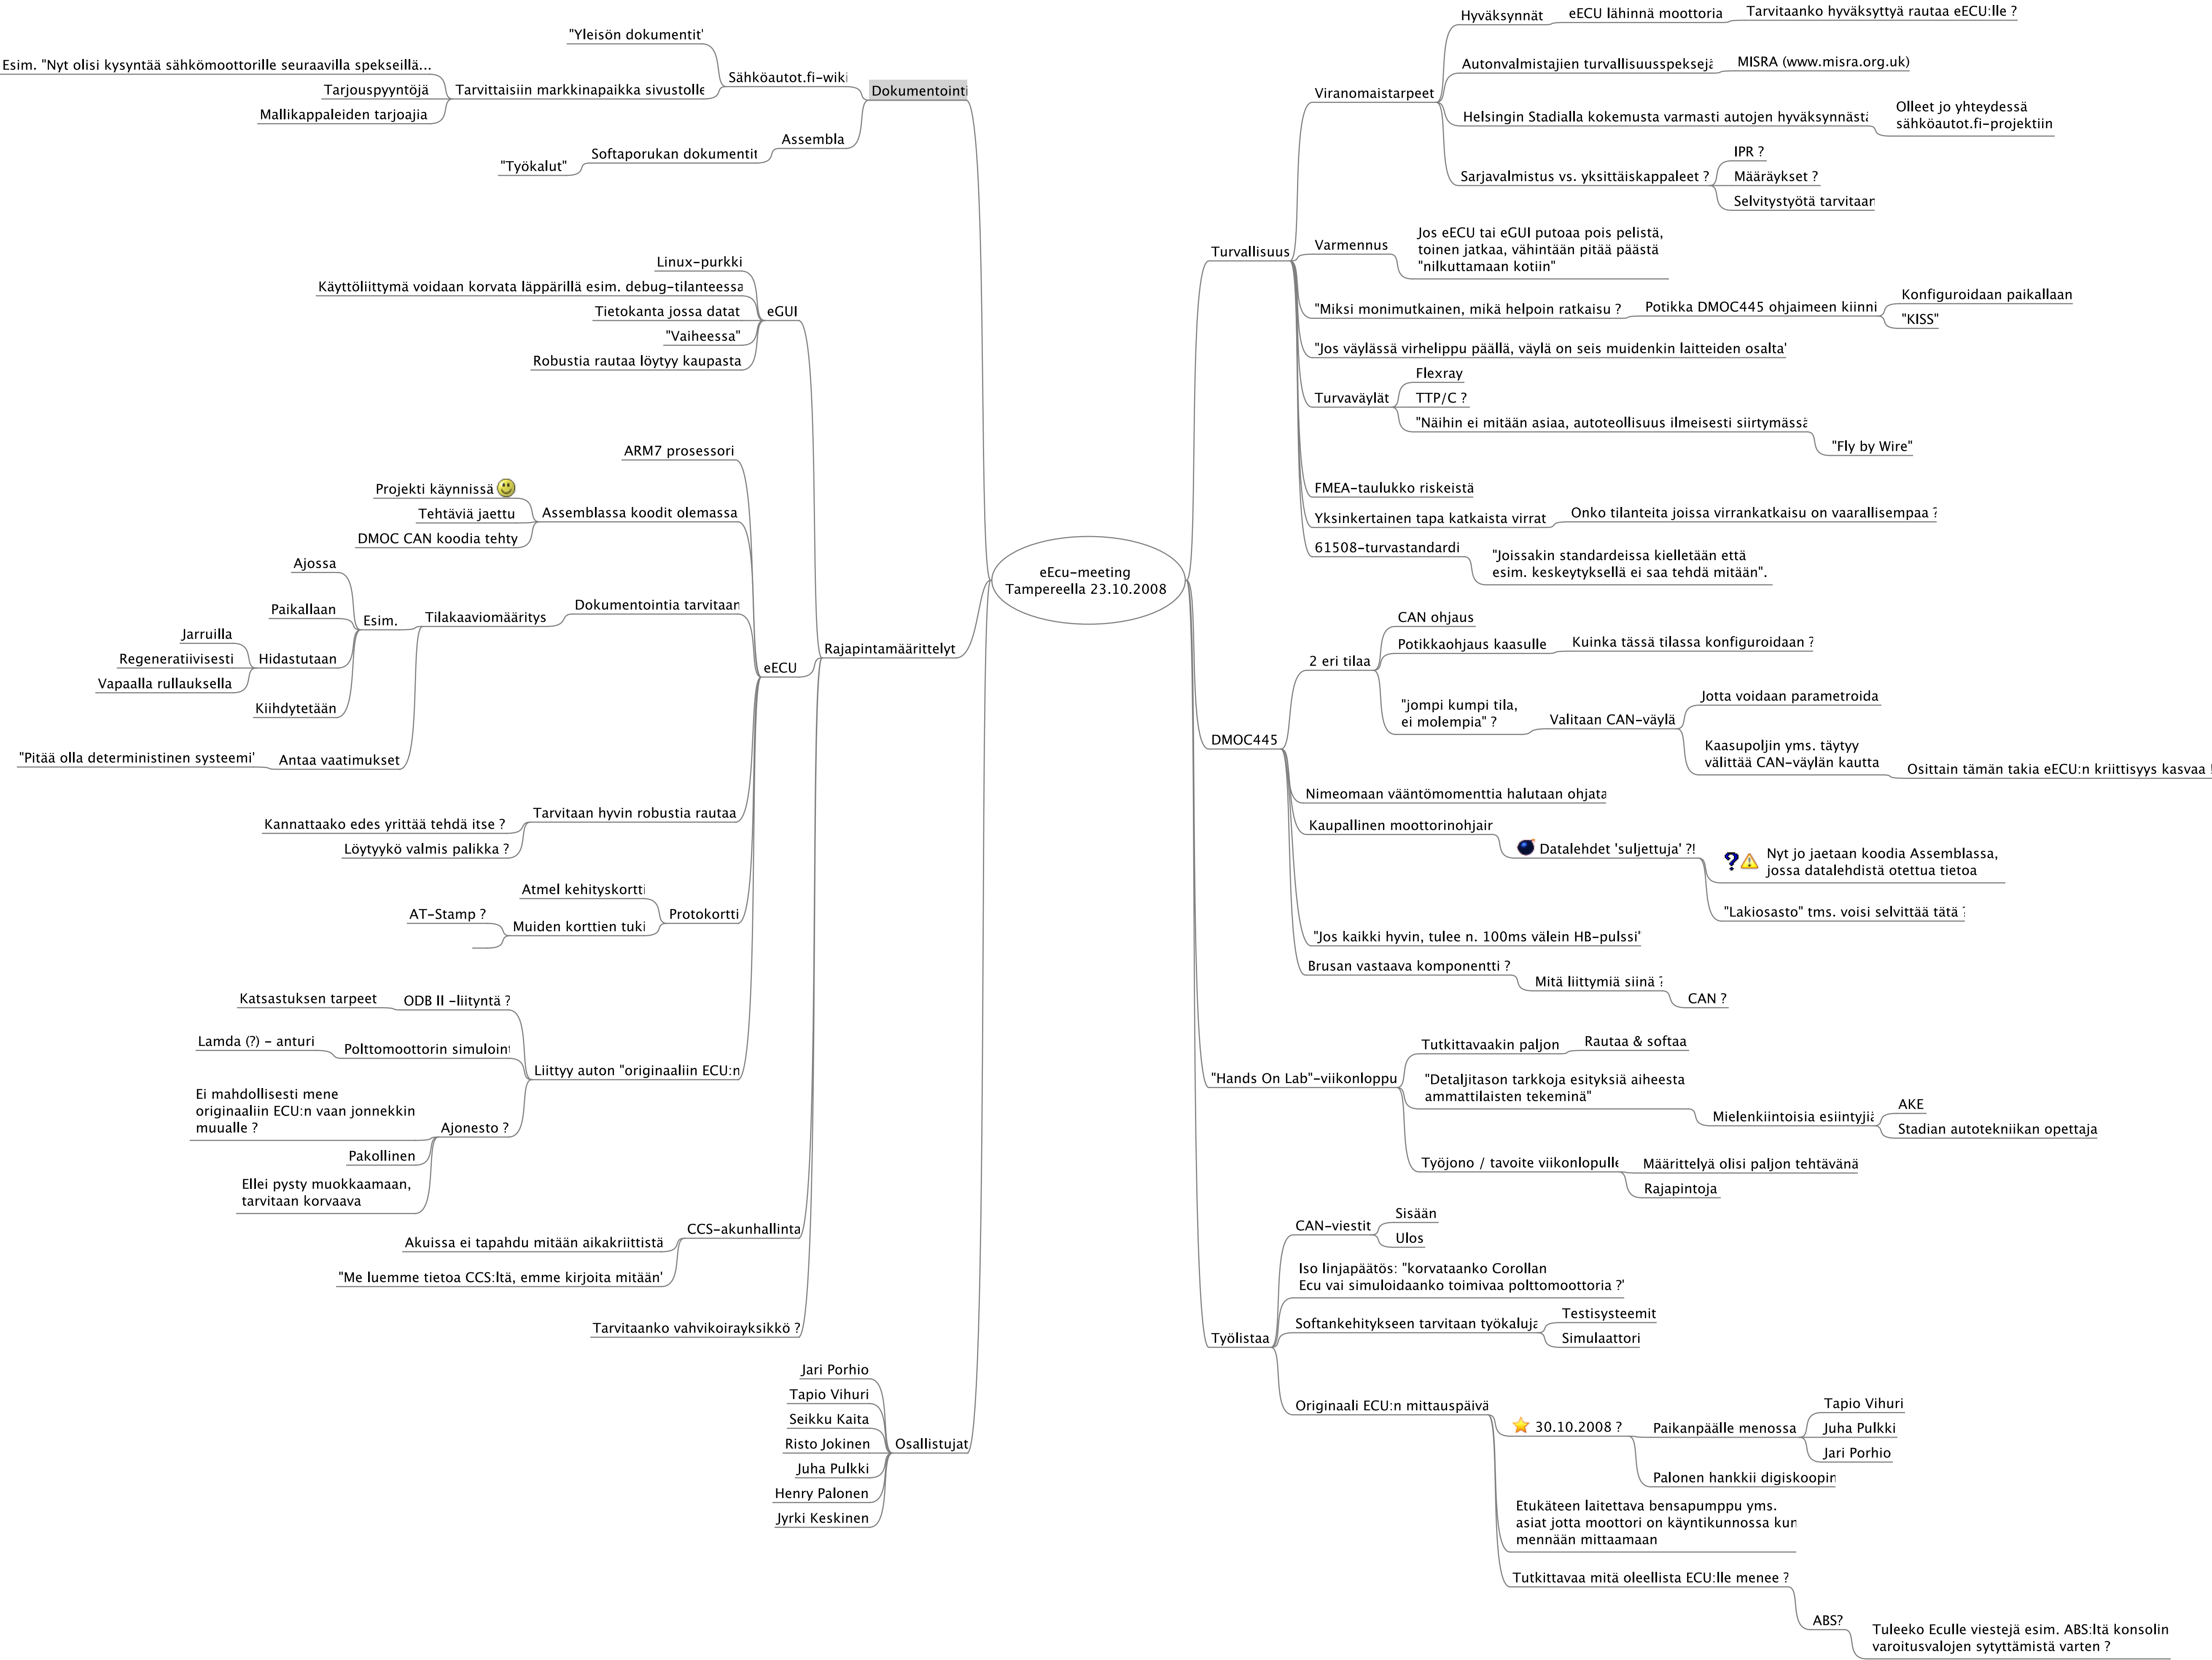 eEcu-meeting
Tampereella 23.10.2008
Dokumentointi
Sähköautot.fi-wiki
"Yleisön dokumentit'
Tarvittaisiin markkinapaikka sivustolle
Esim. "Nyt olisi kysyntää sähkömoottorille seuraavilla spekseillä...
Tarjouspyyntöjä
Mallikappaleiden tarjoajia
Assembla
Softaporukan dokumentit
"Työkalut"
Rajapintamäärittelyt
eGUI
Linux-purkki
Käyttöliittymä voidaan korvata läppärillä esim. debug-tilanteessa
Tietokanta jossa datat
"Vaiheessa"
Robustia rautaa löytyy kaupasta
eECU
ARM7 prosessori
Assemblassa koodit olemassa
Projekti käynnissä
Tehtäviä jaettu
DMOC CAN koodia tehty
Dokumentointia tarvitaan
Tilakaaviomääritys
Esim.
Ajossa
Paikallaan
Hidastutaan
Jarruilla
Regeneratiivisesti
Vapaalla rullauksella
Kiihdytetään
Antaa vaatimukset
"Pitää olla deterministinen systeemi'
Tarvitaan hyvin robustia rautaa
Kannattaako edes yrittää tehdä itse ?
Löytyykö valmis palikka ?
Protokortti
Atmel kehityskortti
Muiden korttien tuki
AT-Stamp ?
Liittyy auton "originaaliin ECU:n
ODB II -liityntä ?
Katsastuksen tarpeet
Polttomoottorin simulointi
Lamda (?) - anturi
Ajonesto ?
Ei mahdollisesti mene
originaaliin ECU:n vaan jonnekkin
muualle ?
Pakollinen
Ellei pysty muokkaamaan,
tarvitaan korvaava
CCS-akunhallinta
Akuissa ei tapahdu mitään aikakriittistä
"Me luemme tietoa CCS:ltä, emme kirjoita mitään'
Tarvitaanko vahvikoirayksikkö ?
Osallistujat
Jari Porhio
Tapio Vihuri
Seikku Kaita
Risto Jokinen
Juha Pulkki
Henry Palonen
Jyrki Keskinen
Turvallisuus
Viranomaistarpeet
Hyväksynnät
eECU lähinnä moottoria
Tarvitaanko hyväksyttyä rautaa eECU:lle ?
Autonvalmistajien turvallisuusspeksejä
MISRA (www.misra.org.uk)
Helsingin Stadialla kokemusta varmasti autojen hyväksynnästä
Olleet jo yhteydessä
sähköautot.fi-projektiin
Sarjavalmistus vs. yksittäiskappaleet ?
IPR ?
Määräykset ?
Selvitystyötä tarvitaan
Varmennus
Jos eECU tai eGUI putoaa pois pelistä,
toinen jatkaa, vähintään pitää päästä
"nilkuttamaan kotiin"
"Miksi monimutkainen, mikä helpoin ratkaisu ?
Potikka DMOC445 ohjaimeen kiinni
Konfiguroidaan paikallaan
"KISS"
"Jos väylässä virhelippu päällä, väylä on seis muidenkin laitteiden osalta'
Turvaväylät
Flexray
TTP/C ?
"Näihin ei mitään asiaa, autoteollisuus ilmeisesti siirtymässä
"Fly by Wire"
FMEA-taulukko riskeistä
Yksinkertainen tapa katkaista virrat
Onko tilanteita joissa virrankatkaisu on vaarallisempaa ?
61508-turvastandardi
"Joissakin standardeissa kielletään että
esim. keskeytyksellä ei saa tehdä mitään".
DMOC445
2 eri tilaa
CAN ohjaus
Potikkaohjaus kaasulle
Kuinka tässä tilassa konfiguroidaan ?
"jompi kumpi tila,
ei molempia" ?
Valitaan CAN-väylä
Jotta voidaan parametroida
Kaasupoljin yms. täytyy
välittää CAN-väylän kautta
Osittain tämän takia eECU:n kriittisyys kasvaa !
Nimeomaan vääntömomenttia halutaan ohjata
Kaupallinen moottorinohjain
Datalehdet 'suljettuja' ?!
Nyt jo jaetaan koodia Assemblassa,
jossa datalehdistä otettua tietoa
"Lakiosasto" tms. voisi selvittää tätä ?
"Jos kaikki hyvin, tulee n. 100ms välein HB-pulssi'
Brusan vastaava komponentti ?
Mitä liittymiä siinä ?
CAN ?
"Hands On Lab"-viikonloppu
Tutkittavaakin paljon
Rautaa & softaa
"Detaljitason tarkkoja esityksiä aiheesta
ammattilaisten tekeminä"
Mielenkiintoisia esiintyjiä
AKE
Stadian autotekniikan opettaja
Työjono / tavoite viikonlopulle
Määrittelyä olisi paljon tehtävänä
Rajapintoja
Työlistaa
CAN-viestit
Sisään
Ulos
Iso linjapäätös: "korvataanko Corollan
Ecu vai simuloidaanko toimivaa polttomoottoria ?'
Softankehitykseen tarvitaan työkaluja
Testisysteemit
Simulaattori
Originaali ECU:n mittauspäivä
30.10.2008 ?
Paikanpäälle menossa
Tapio Vihuri
Juha Pulkki
Jari Porhio
Palonen hankkii digiskoopin
Etukäteen laitettava bensapumppu yms.
asiat jotta moottori on käyntikunnossa kun
mennään mittaamaan
Tutkittavaa mitä oleellista ECU:lle menee ?
ABS?
Tuleeko Eculle viestejä esim. ABS:ltä konsolin
varoitusvalojen sytyttämistä varten ?